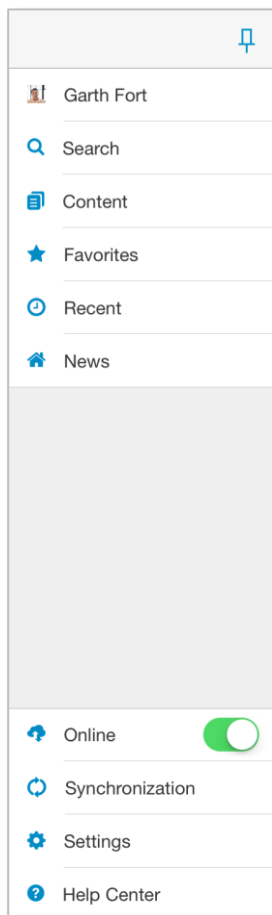 Garth Fort
Search
Content
Favorites
Recent
News
Online
Synchronization
Settings
Help Center